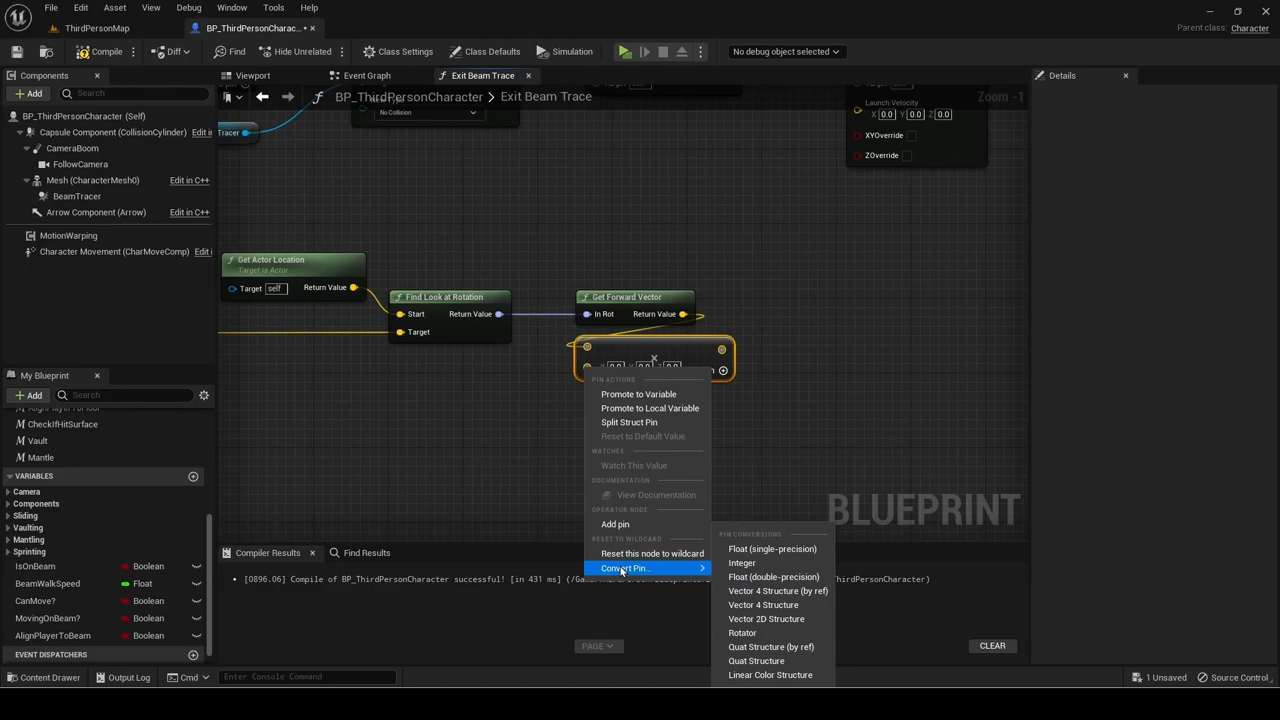 File Edit Asset View Debug Window Tools Help
ThirdPersonMap
BP_ThirdPersonCharac...
Parent class: Character
Compile
Diff
Find
Hide Unrelated
Class Settings
Class Defaults
Simulation
No debug object selected
Components
Viewport
Event Graph
Exit Beam Trace
Details
Add
Search
BP_ThirdPersonCharacter > Exit Beam Trace
Zoom -1
BP_ThirdPersonCharacter (Self)
Capsule Component (CollisionCylinder) Edit in
CameraBoom
FollowCamera
Mesh (CharacterMesh0) Edit in C++
BeamTracer
Arrow Component (Arrow) Edit in C++
MotionWarping
Character Movement (CharMoveComp) Edit i
No Collision
Tracer
Launch Velocity
X 0.0 Y 0.0 Z 0.0
XYOverride
ZOverride
Get Actor Location
Target is Actor
Target self Return Value
Find Look at Rotation
Start Return Value
Target
Get Forward Vector
In Rot Return Value
PIN ACTIONS
Promote to Variable
Promote to Local Variable
Split Struct Pin
Reset to Default Value
WATCHES
Watch This Value
DOCUMENTATION
View Documentation
OPERATOR NODE
Add pin
RESET TO WILDCARD
Reset this node to wildcard
Convert Pin...
PIN CONVERSIONS
Float (single-precision)
Integer
Float (double-precision)
Vector 4 Structure (by ref)
Vector 4 Structure
Vector 2D Structure
Rotator
Quat Structure (by ref)
Quat Structure
Linear Color Structure
BLUEPRINT
My Blueprint
Add
Search
AlignPlayerToBeam
CheckIfHitSurface
Vault
Mantle
VARIABLES
Camera
Components
Sliding
Vaulting
Mantling
Sprinting
IsOnBeam Boolean
BeamWalkSpeed Float
CanMove? Boolean
MovingOnBeam? Boolean
AlignPlayerToBeam Boolean
EVENT DISPATCHERS
Compiler Results
Find Results
[0896.06] Compile of BP_ThirdPersonCharacter successful! [in 431 ms]
PAGE
CLEAR
Content Drawer
Output Log
Cmd
Enter Console Command
1 Unsaved
Source Control